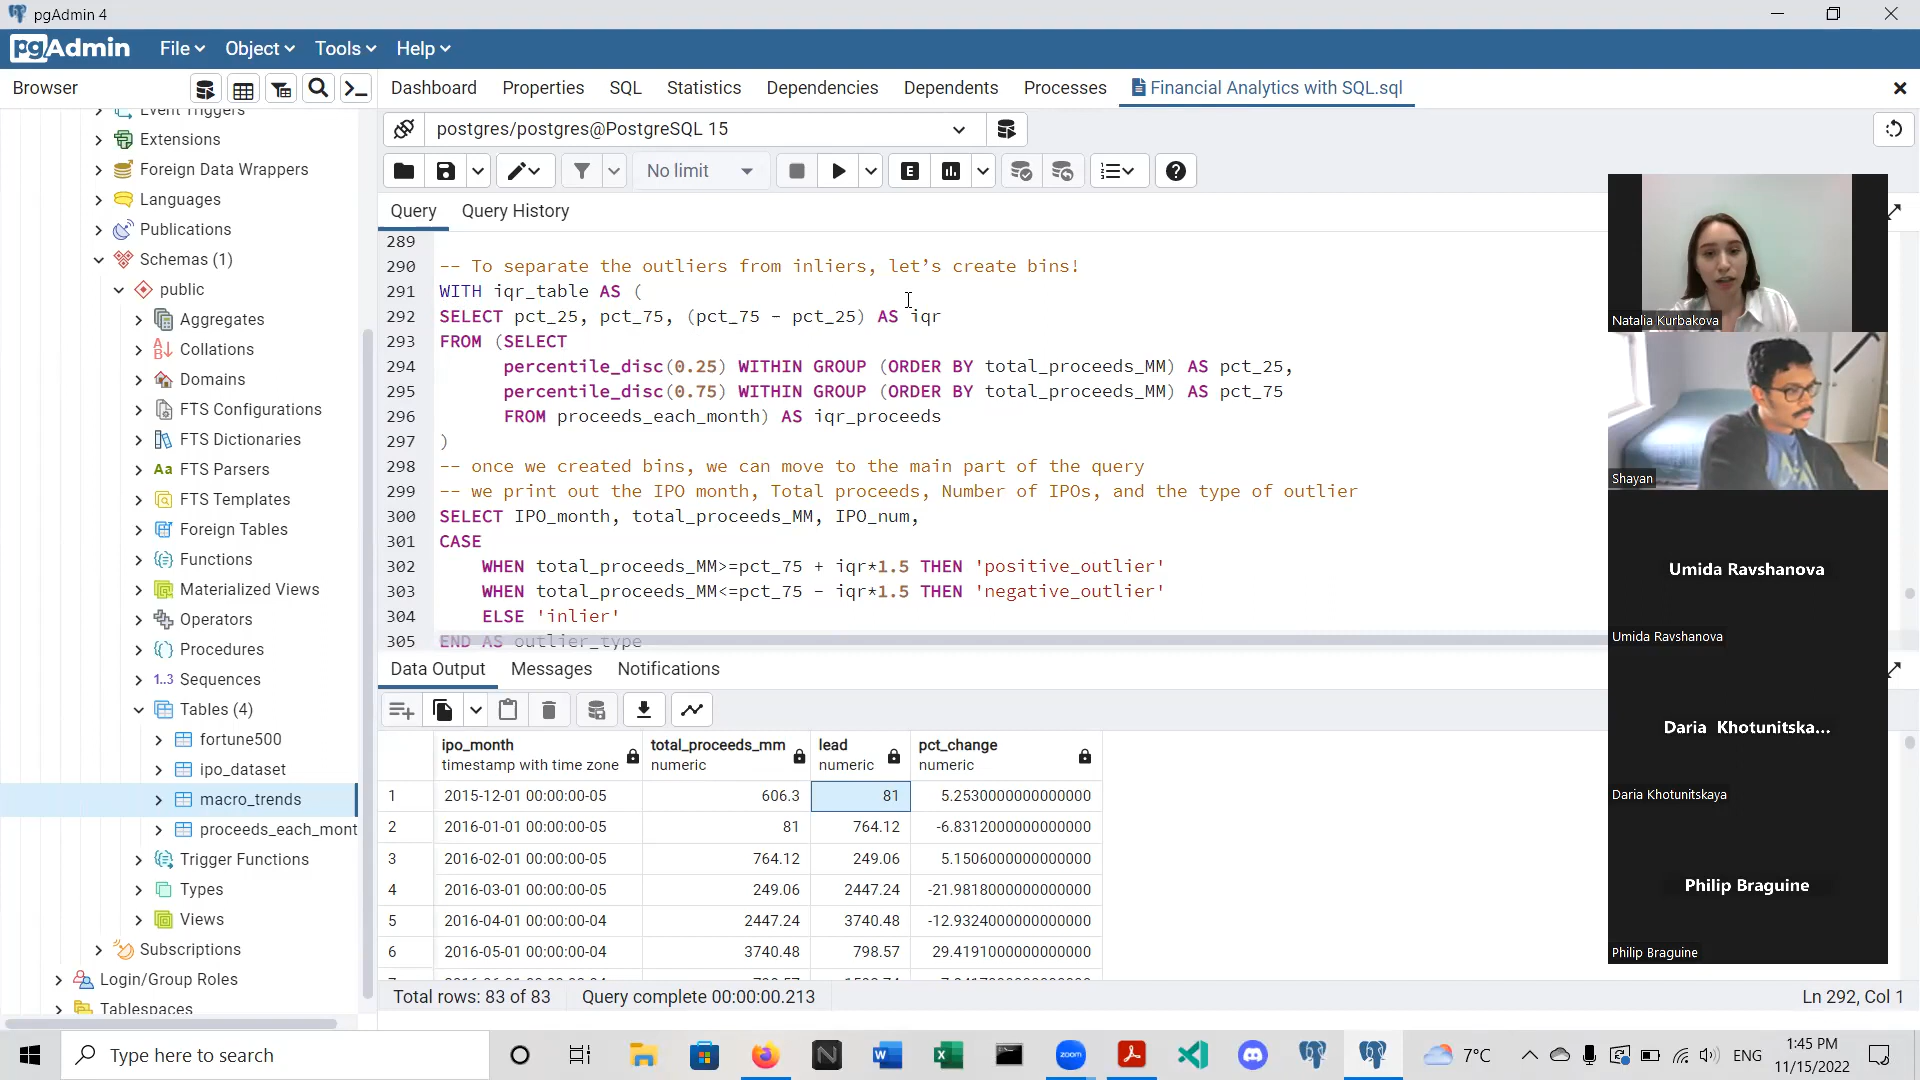 pgAdmin 4
pgAdmin File Object Tools Help
Browser
Dashboard Properties SQL Statistics Dependencies Dependents Processes Financial Analytics with SQL.sql
Event Triggers
Extensions
Foreign Data Wrappers
Languages
Publications
Schemas (1)
public
Aggregates
Collations
Domains
FTS Configurations
FTS Dictionaries
Aa FTS Parsers
FTS Templates
Foreign Tables
Functions
Materialized Views
Operators
Procedures
1..3 Sequences
Tables (4)
fortune500
ipo_dataset
macro_trends
proceeds_each_mont
Trigger Functions
Types
Views
Subscriptions
Login/Group Roles
Tablespaces
postgres/postgres@PostgreSQL 15
No limit
E
Query Query History
289
290 -- To separate the outliers from inliers, let’s create bins!
291 WITH iqr_table AS (
292 SELECT pct_25, pct_75, (pct_75 - pct_25) AS iqr
293 FROM (SELECT
294 percentile_disc(0.25) WITHIN GROUP (ORDER BY total_proceeds_MM) AS pct_25,
295 percentile_disc(0.75) WITHIN GROUP (ORDER BY total_proceeds_MM) AS pct_75
296 FROM proceeds_each_month) AS iqr_proceeds
297 )
298 -- once we created bins, we can move to the main part of the query
299 -- we print out the IPO month, Total proceeds, Number of IPOs, and the type of outlier
300 SELECT IPO_month, total_proceeds_MM, IPO_num,
301 CASE
302 WHEN total_proceeds_MM>=pct_75 + iqr*1.5 THEN 'positive_outlier'
303 WHEN total_proceeds_MM<=pct_75 - iqr*1.5 THEN 'negative_outlier'
304 ELSE 'inlier'
305 END AS outlier_type
Data Output Messages Notifications
ipo_month total_proceeds_mm lead pct_change
timestamp with time zone numeric numeric numeric
1 2015-12-01 00:00:00-05 606.3 81 5.2530000000000000
2 2016-01-01 00:00:00-05 81 764.12 -6.8312000000000000
3 2016-02-01 00:00:00-05 764.12 249.06 5.1506000000000000
4 2016-03-01 00:00:00-05 249.06 2447.24 -21.9818000000000000
5 2016-04-01 00:00:00-04 2447.24 3740.48 -12.9324000000000000
6 2016-05-01 00:00:00-04 3740.48 798.57 29.4191000000000000
Total rows: 83 of 83 Query complete 00:00:00.213
Ln 292, Col 1
Natalia Kurbakova
Shayan
Umida Ravshanova
Umida Ravshanova
Daria Khotunitska...
Daria Khotunitskaya
Philip Braguine
Philip Braguine
Type here to search
zoom
7°C
ENG
1:45 PM
11/15/2022